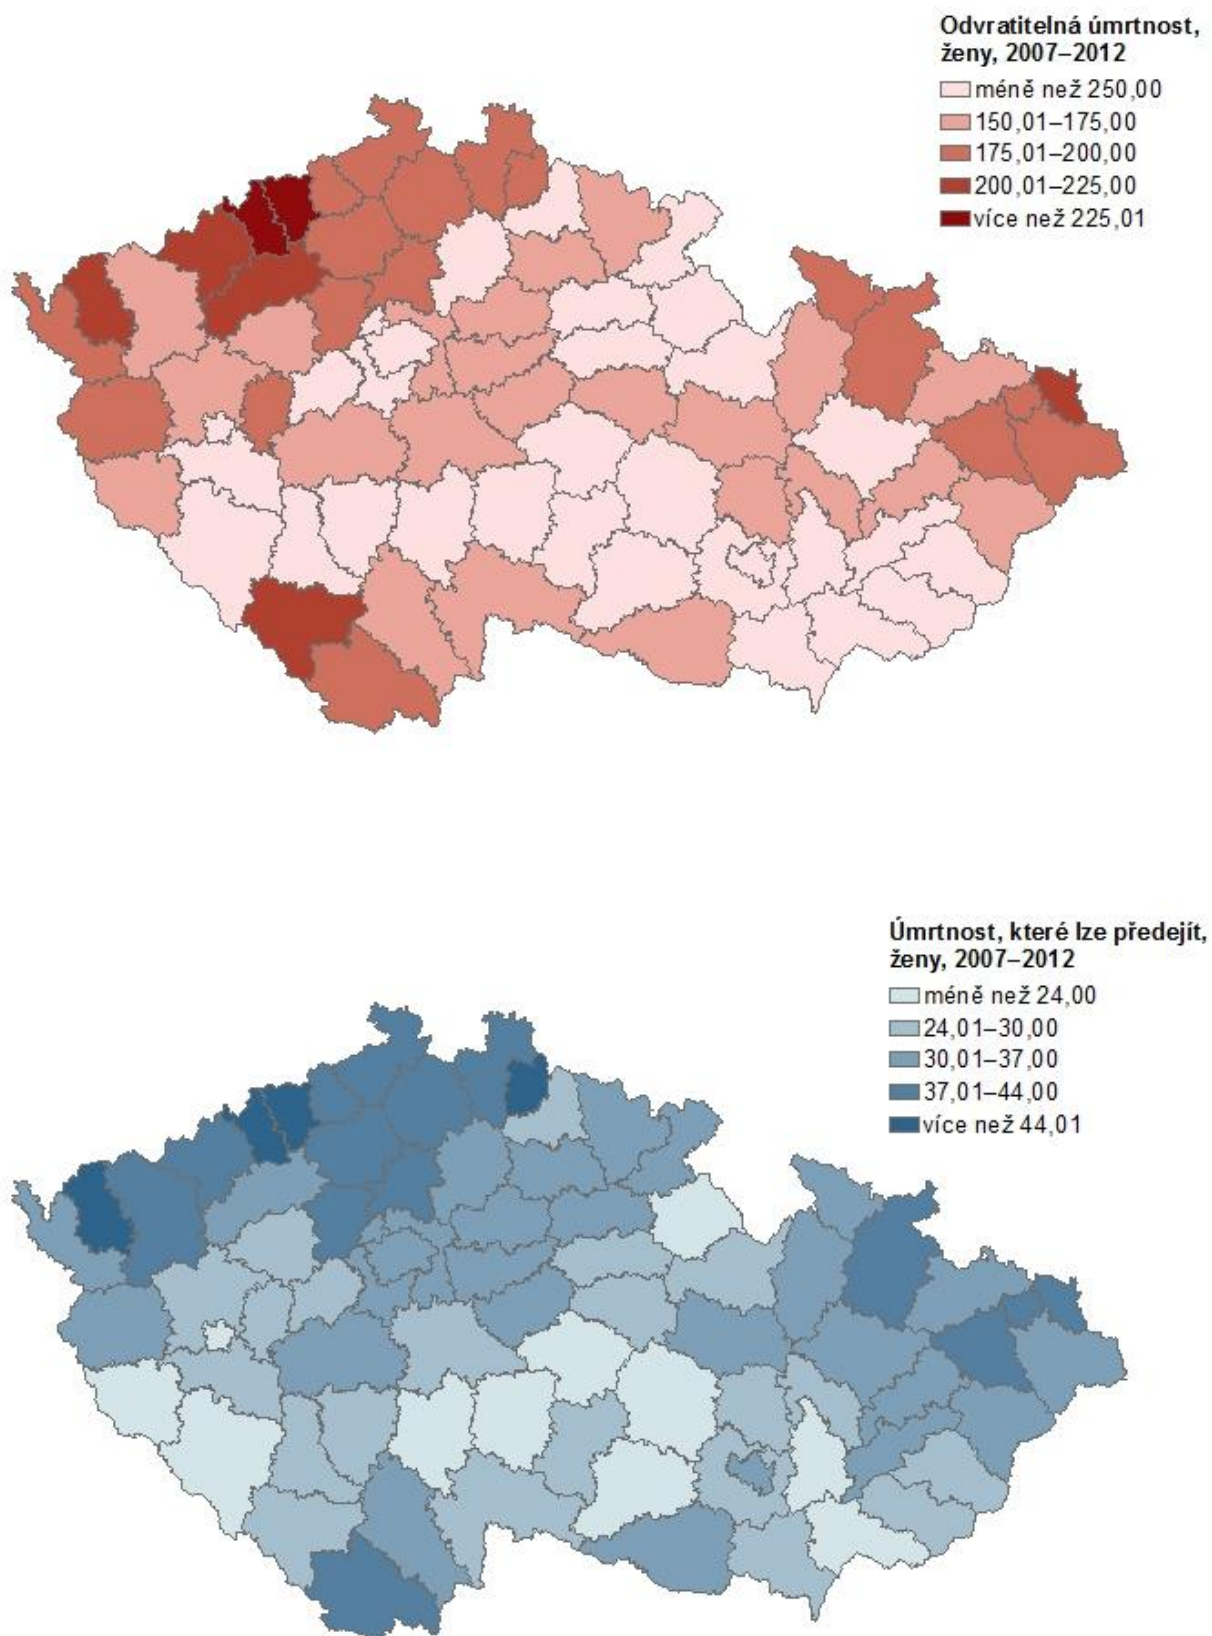 Odvratitelná úmrtnost,
ženy, 2007–2012
méně než 250,00
150,01–175,00
175,01–200,00
200,01–225,00
více než 225,01
Úmrtnost, které lze předejít,
ženy, 2007–2012
méně než 24,00
24,01–30,00
30,01–37,00
37,01–44,00
více než 44,01